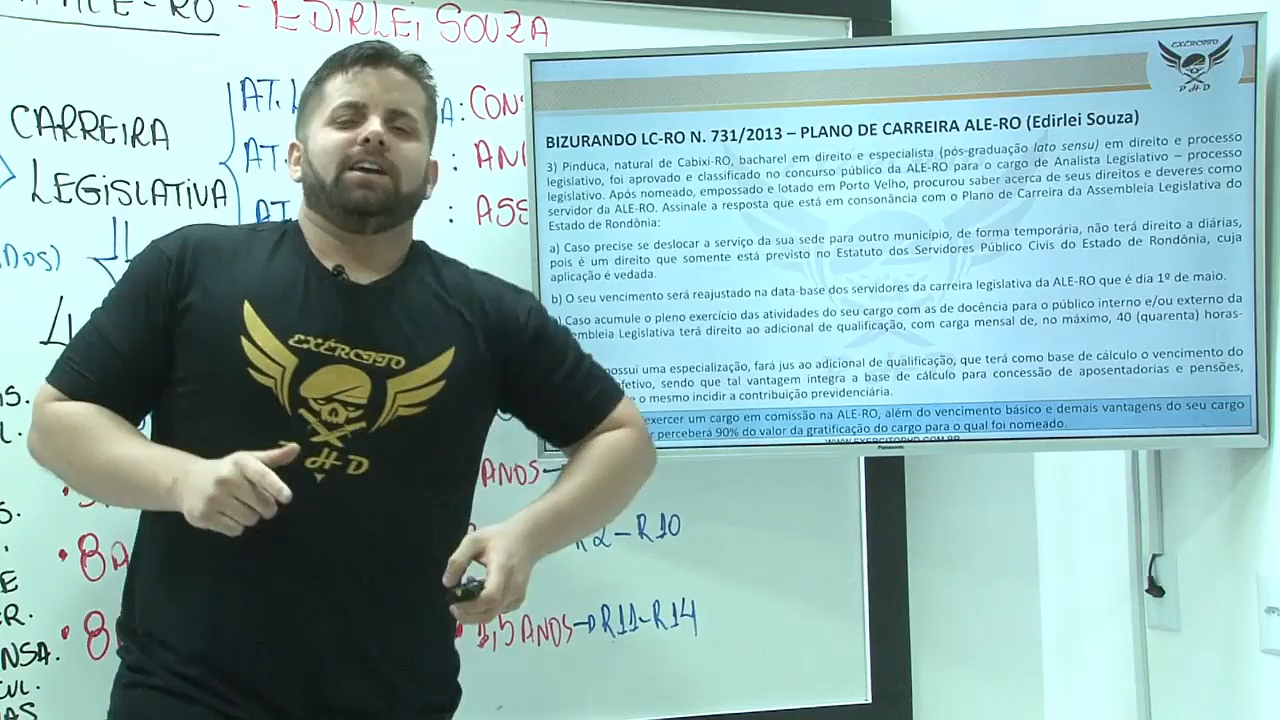 ALE-RO - EDIRLEI SOUZA
CARREIRA
LEGISLATIVA
AT.
A: CONS
AT.
: ANA
AT.
: ASS
DOS)
S.
L.
S.
E
R.
NSA.
CUL.
AS
• 8 A
• 8
ANOS
R2-R10
1,5 ANOS → R11-R14
EXÉRCITO
PHD
EXÉRCITO
PHD
BIZURANDO LC-RO N. 731/2013 – PLANO DE CARREIRA ALE-RO (Edirlei Souza)
3) Pinduca, natural de Cabixi-RO, bacharel em direito e especialista (pós-graduação lato sensu) em direito e processo
legislativo, foi aprovado e classificado no concurso público da ALE-RO para o cargo de Analista Legislativo – processo
legislativo. Após nomeado, empossado e lotado em Porto Velho, procurou saber acerca de seus direitos e deveres como
servidor da ALE-RO. Assinale a resposta que está em consonância com o Plano de Carreira da Assembleia Legislativa do
Estado de Rondônia:
a) Caso precise se deslocar a serviço da sua sede para outro município, de forma temporária, não terá direito a diárias,
pois é um direito que somente está previsto no Estatuto dos Servidores Público Civis do Estado de Rondônia, cuja
aplicação é vedada.
b) O seu vencimento será reajustado na data-base dos servidores da carreira legislativa da ALE-RO que é dia 1º de maio.
) Caso acumule o pleno exercício das atividades do seu cargo com as de docência para o público interno e/ou externo da
embleia Legislativa terá direito ao adicional de qualificação, com carga mensal de, no máximo, 40 (quarenta) horas-
ossui uma especialização, fará jus ao adicional de qualificação, que terá como base de cálculo o vencimento do
efetivo, sendo que tal vantagem integra a base de cálculo para concessão de aposentadorias e pensões,
o mesmo incidir a contribuição previdenciária.
exercer um cargo em comissão na ALE-RO, além do vencimento básico e demais vantagens do seu cargo
perceberá 90% do valor da gratificação do cargo para o qual foi nomeado.
WWW.EXERCITOPHD.COM.BR
Panasonic